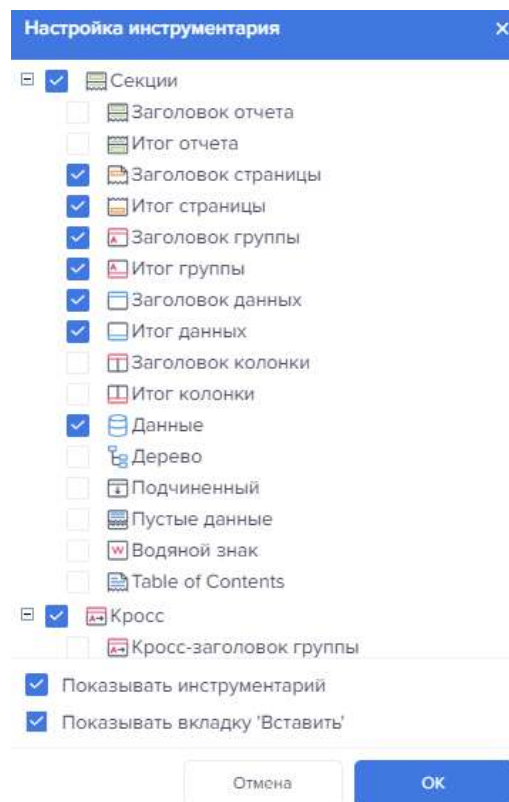 Настройка инструментария
Секции
Заголовок отчета
Итог отчета
Заголовок страницы
Итог страницы
Заголовок группы
Итог группы
Заголовок данных
Итог данных
Заголовок колонки
Итог колонки
Данные
Дерево
Подчиненный
Пустые данные
Водяной знак
Table of Contents
Кросс
Кросс-заголовок группы
Показывать инструментарий
Показывать вкладку 'Вставить'
Отмена ОК